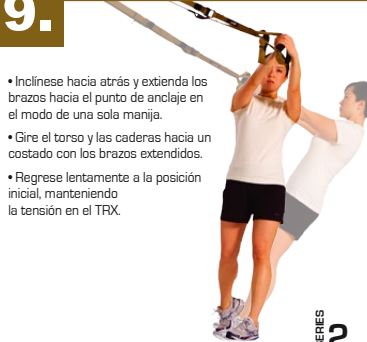 9.
• Inclínese hacia atrás y extienda los
brazos hacia el punto de anclaje en
el modo de una sola manija.
• Gire el torso y las caderas hacia un
costado con los brazos extendidos.
• Regrese lentamente a la posición
inicial, manteniendo
la tensión en el TRX.